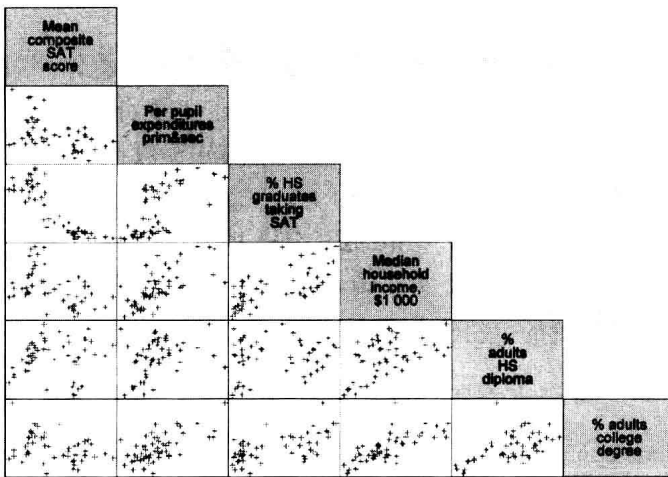 Mean
composite
SAT
score
Per pupil
expenditures
prim&sec
% HS
graduates
taking
SAT
Median
household
income,
$1 000
%
adults
HS
diploma
% adults
college
degree